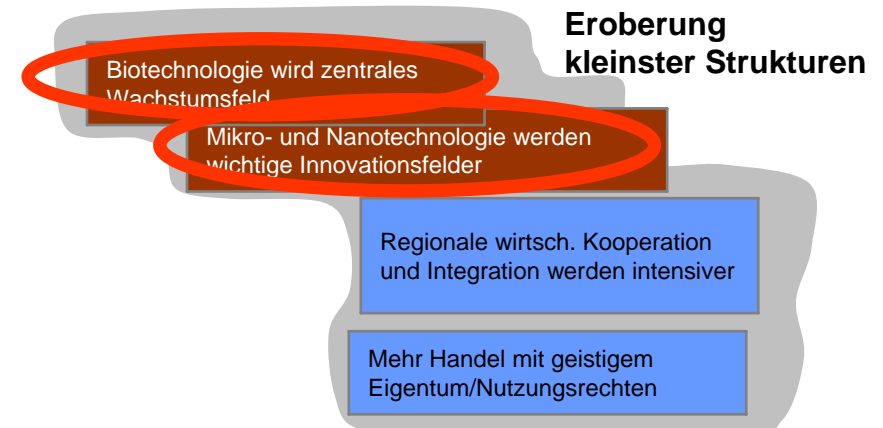 Eroberung
kleinster Strukturen
Biotechnologie wird zentrales
Wachstumsfeld
Mikro- und Nanotechnologie werden
wichtige Innovationsfelder
Regionale wirtsch. Kooperation
und Integration werden intensiver
Mehr Handel mit geistigem
Eigentum/Nutzungsrechten